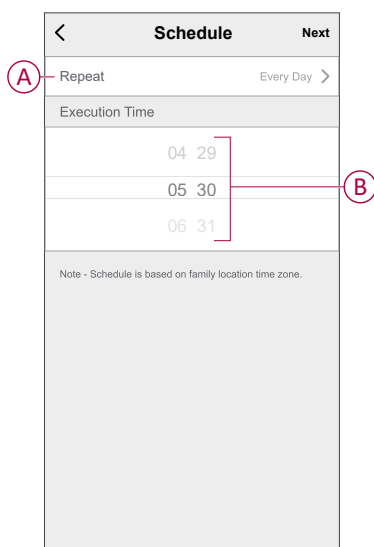 Schedule Next
A Repeat Every Day
Execution Time
04 29
05 30
B
06 31
Note - Schedule is based on family location time zone.